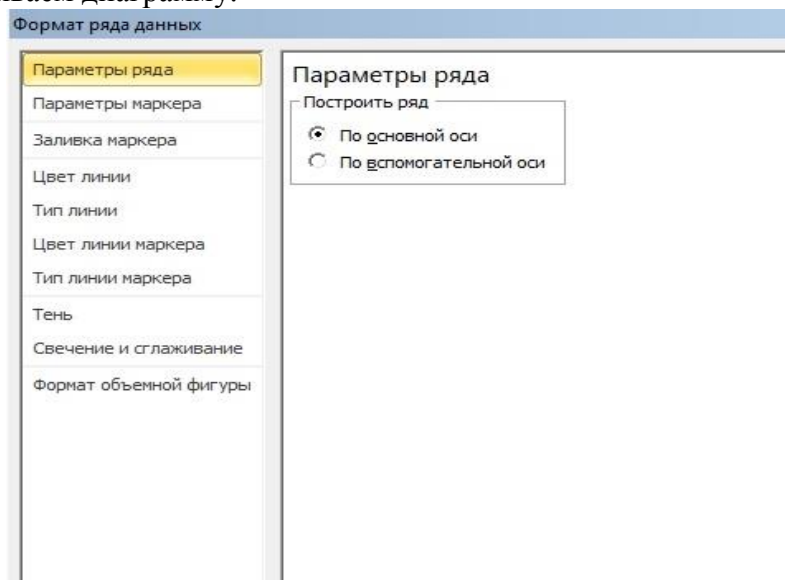 диаграмму.
Формат ряда данных
Параметры ряда
Параметры маркера
Заливка маркера
Цвет линии
Тип линии
Цвет линии маркера
Тип линии маркера
Тень
Свечение и сглаживание
Формат объемной фигуры
Параметры ряда
Построить ряд
По основной оси
По вспомогательной оси